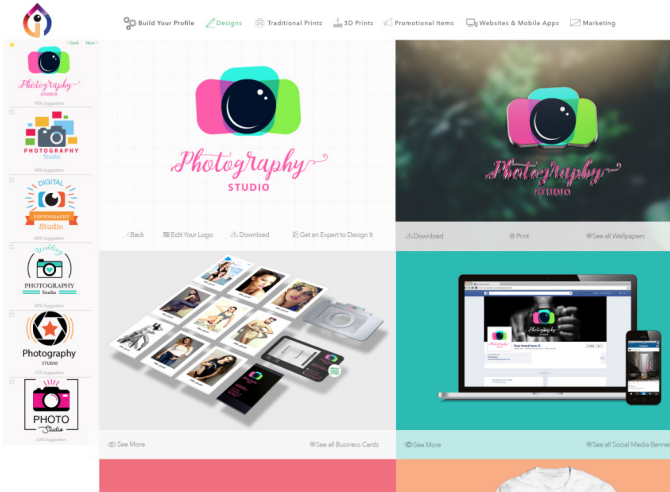 Build Your Profile
Designs
Traditional Prints
3D Prints
Promotional Items
Websites & Mobile Apps
Marketing
<back
Next>
Photography
STUDIO
PHOTOGRAPHY
Studio
DIGITAL
PHOTOGRAPHY
Studio
Wedding
PHOTOGRAPHY
Studio
Photography
STUDIO
PHOTO
Studio
Photography
STUDIO
<Back
Edit Your Logo
Download
Get an Expert to Design It
Photography
STUDIO
Download
Print
See all Wallpapers
See More
See all Business Cards
Photography
See More
See all Social Media Banner